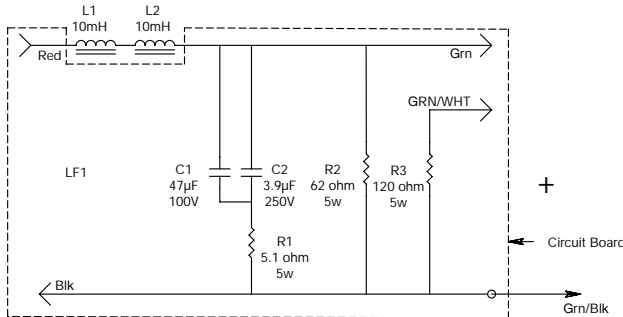 L1
10mH
L2
10mH
Red
Grn
GRN/WHT
LF1
C1
47µF
100V
C2
3.9µF
250V
R2
62 ohm
5w
R3
120 ohm
5w
+
R1
5.1 ohm
5w
Circuit Board
Blk
Grn/Blk